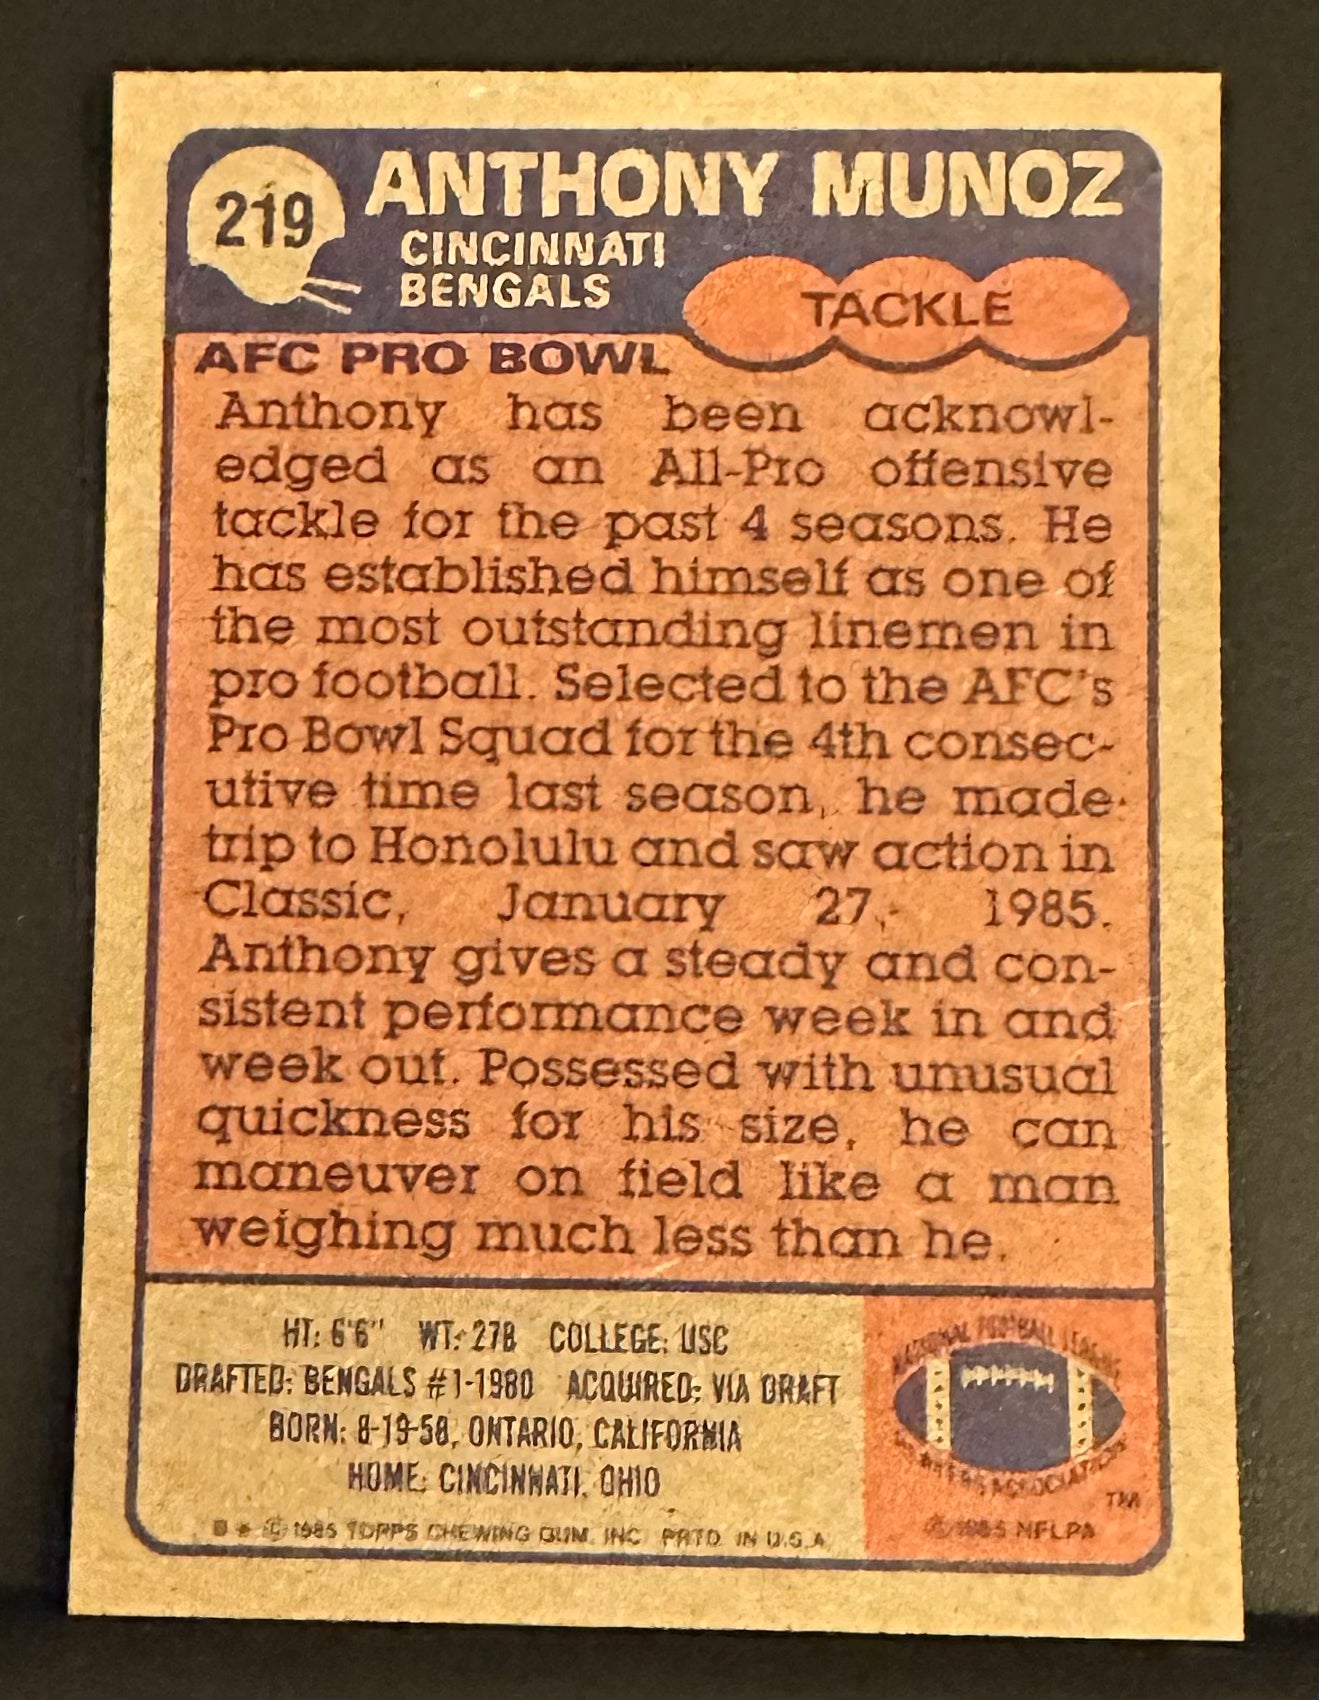 219
ANTHONY MUNOZ
CINCINNATI
BENGALS
TACKLE
AFC PRO BOWL
Anthony has been acknowl-
edged as an All-Pro offensive
tackle for the past 4 seasons. He
has established himself as one of
the most outstanding linemen in
pro football. Selected to the AFC's
Pro Bowl Squad for the 4th consec-
utive time last season, he made
trip to Honolulu and saw action in
Classic, January 27, 1985.
Anthony gives a steady and con-
sistent performance week in and
week out. Possessed with unusual
quickness for his size, he can
maneuver on field like a man
weighing much less than he.
HT: 6'6" WT: 278 COLLEGE: USC
DRAFTED: BENGALS #1-1980 ACQUIRED: VIA DRAFT
BORN: 8-19-58, ONTARIO, CALIFORNIA
HOME: CINCINNATI, OHIO
© 1985 TOPPS CHEWING GUM, INC. PRTD. IN U.S.A.
NATIONAL FOOTBALL LEAGUE
PLAYERS ASSOCIATION
TM
© 1985 NFLPA